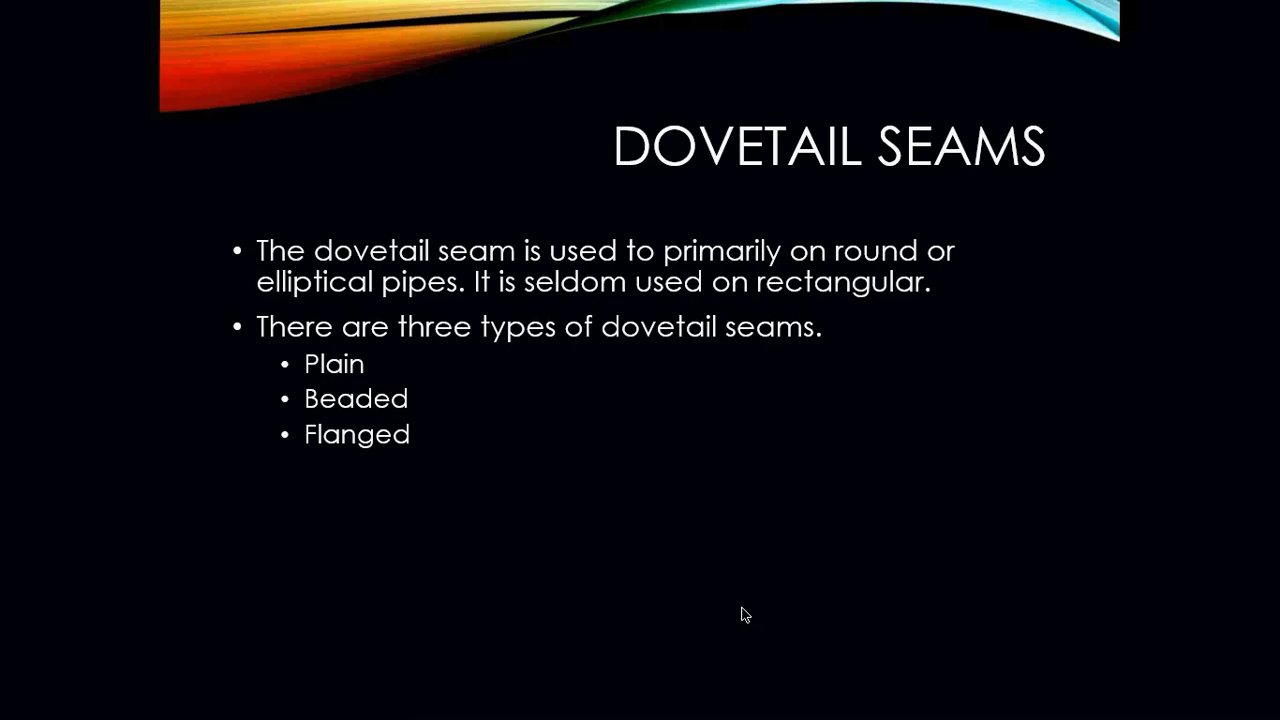 DOVETAIL SEAMS
• The dovetail seam is used to primarily on round or
elliptical pipes. It is seldom used on rectangular.
• There are three types of dovetail seams.
• Plain
• Beaded
• Flanged